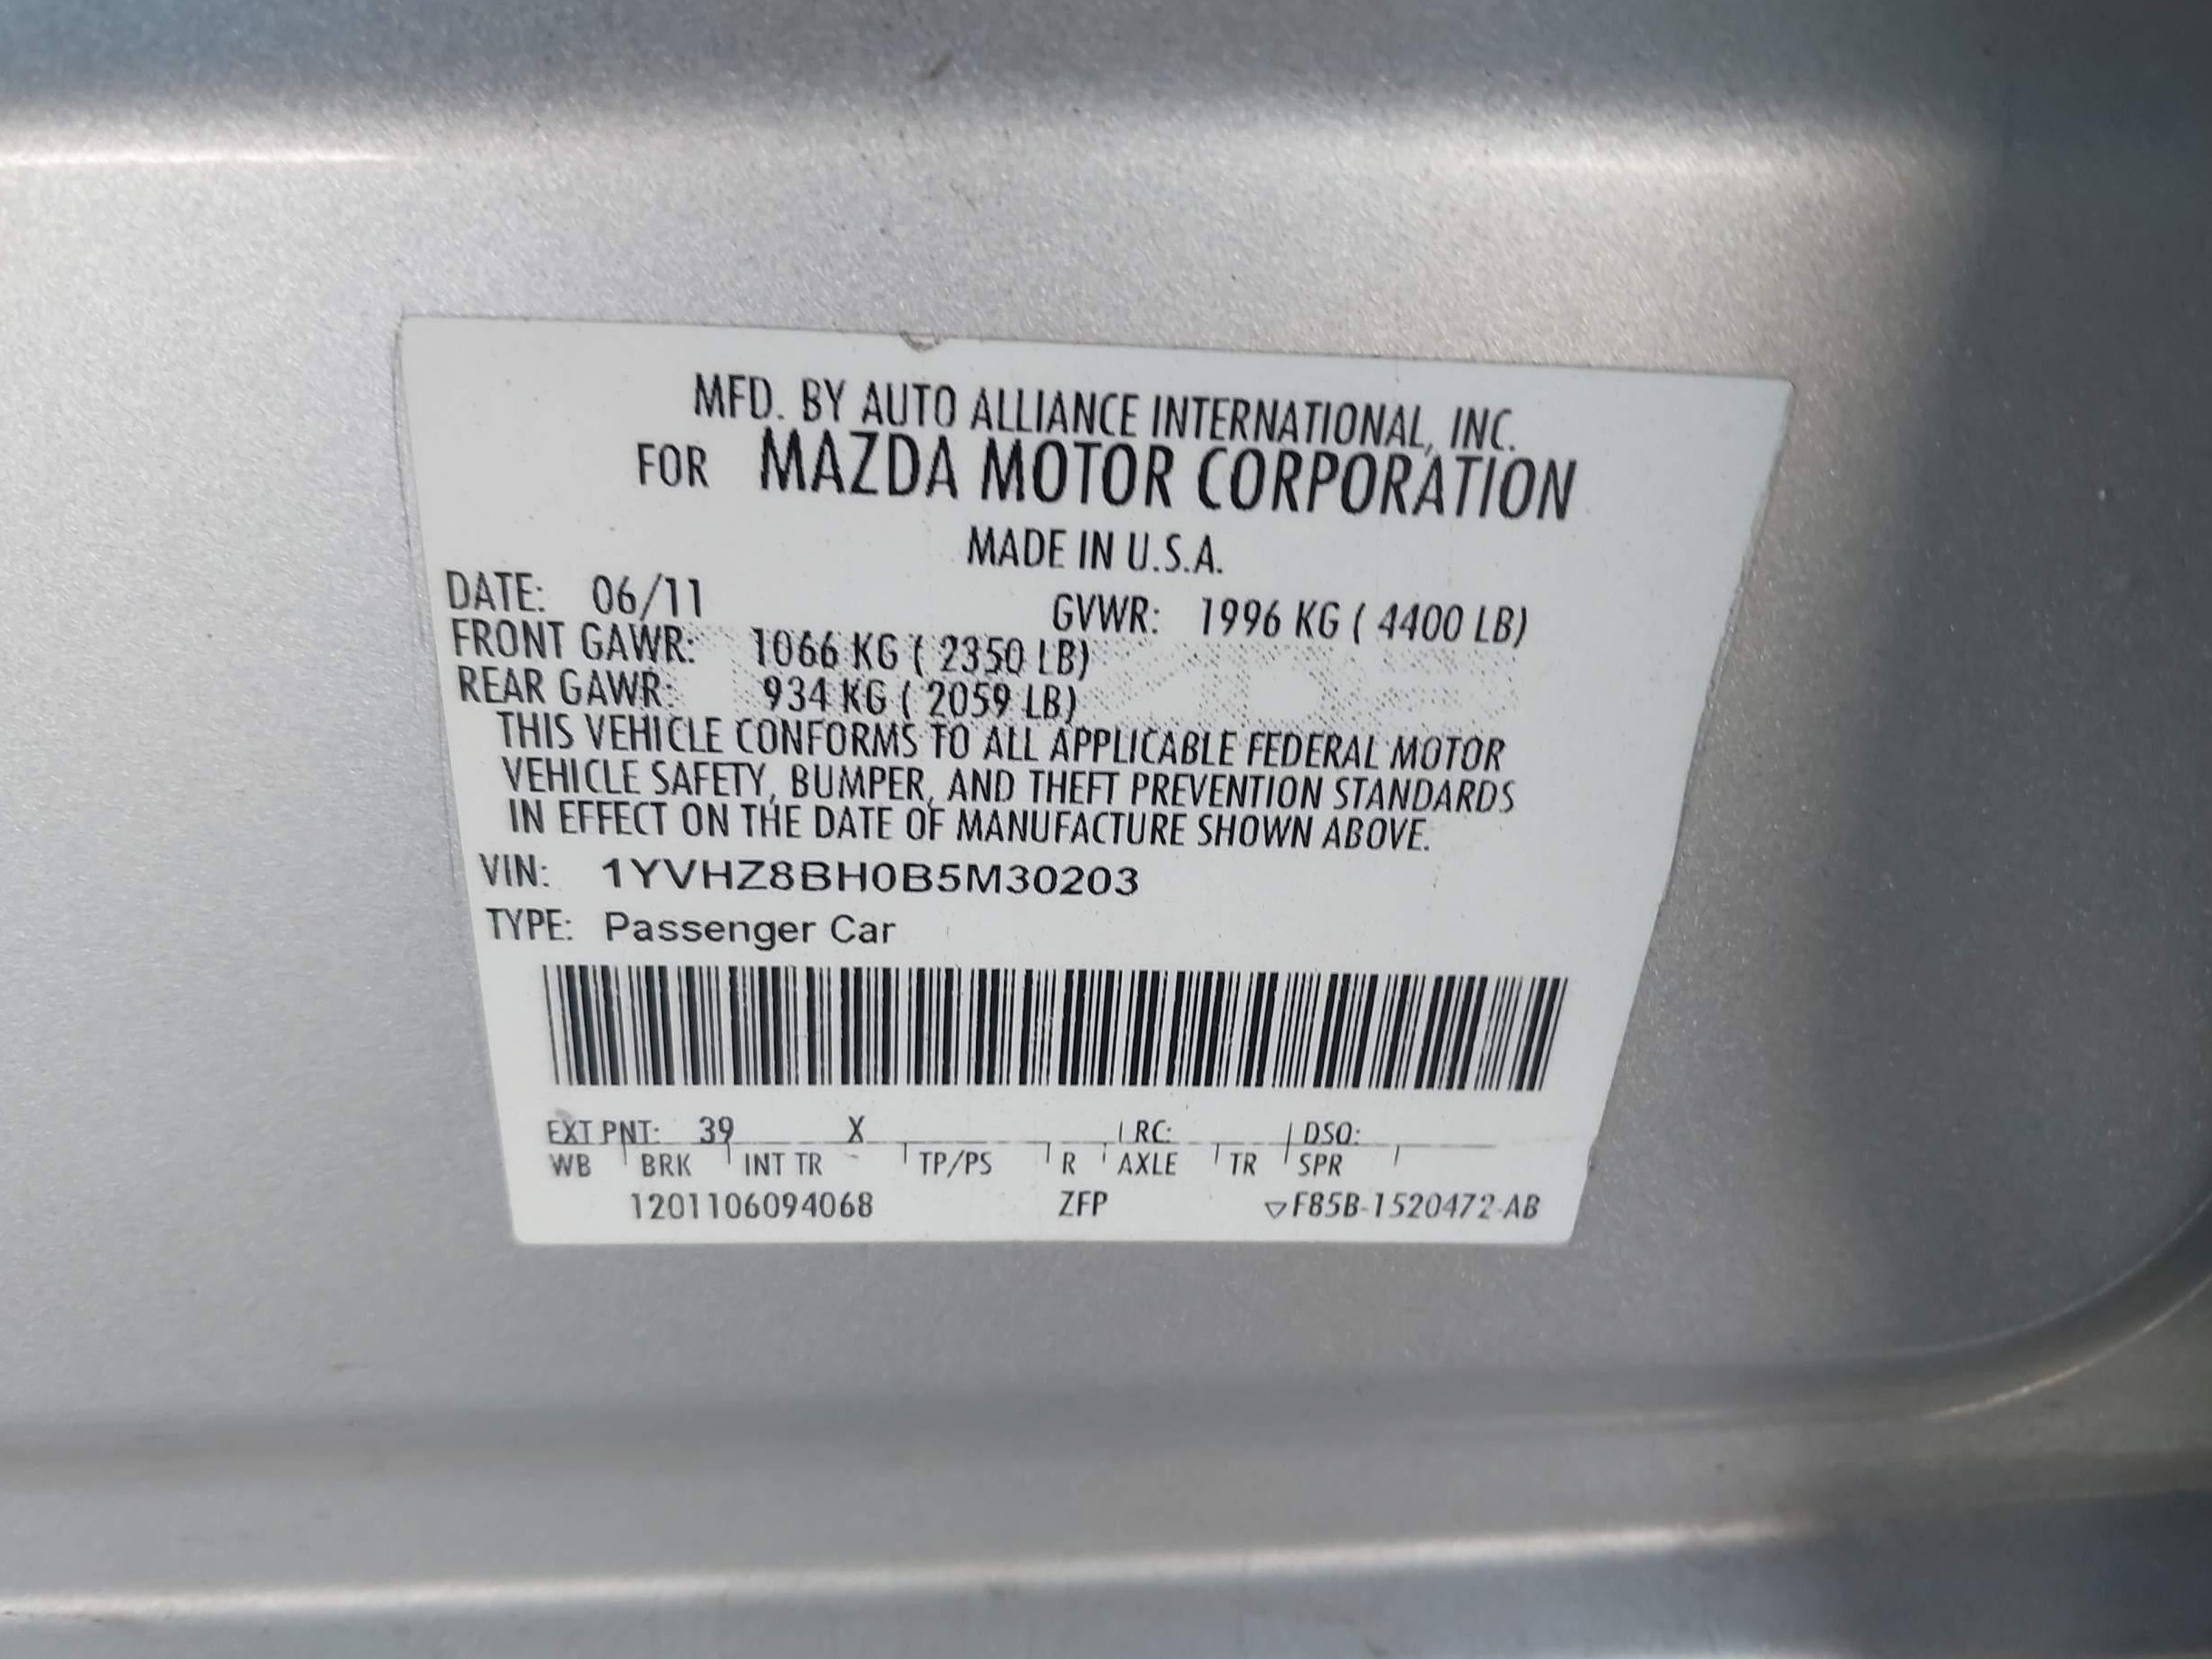 MFD. BY AUTO ALLIANCE INTERNATIONAL, INC.
FOR MAZDA MOTOR CORPORATION
MADE IN U.S.A.
DATE: 06/11 GVWR: 1996 KG ( 4400 LB)
FRONT GAWR: 1066 KG ( 2350 LB)
REAR GAWR: 934 KG ( 2059 LB)
THIS VEHICLE CONFORMS TO ALL APPLICABLE FEDERAL MOTOR
VEHICLE SAFETY, BUMPER, AND THEFT PREVENTION STANDARDS
IN EFFECT ON THE DATE OF MANUFACTURE SHOWN ABOVE.
VIN: 1YVHZ8BH0B5M30203
TYPE: Passenger Car
EXT PNT: 39 X RC: DSO:
WB BRK INT TR TP/PS R AXLE TR SPR
1201106094068 ZFP ▽F85B-1520472-AB